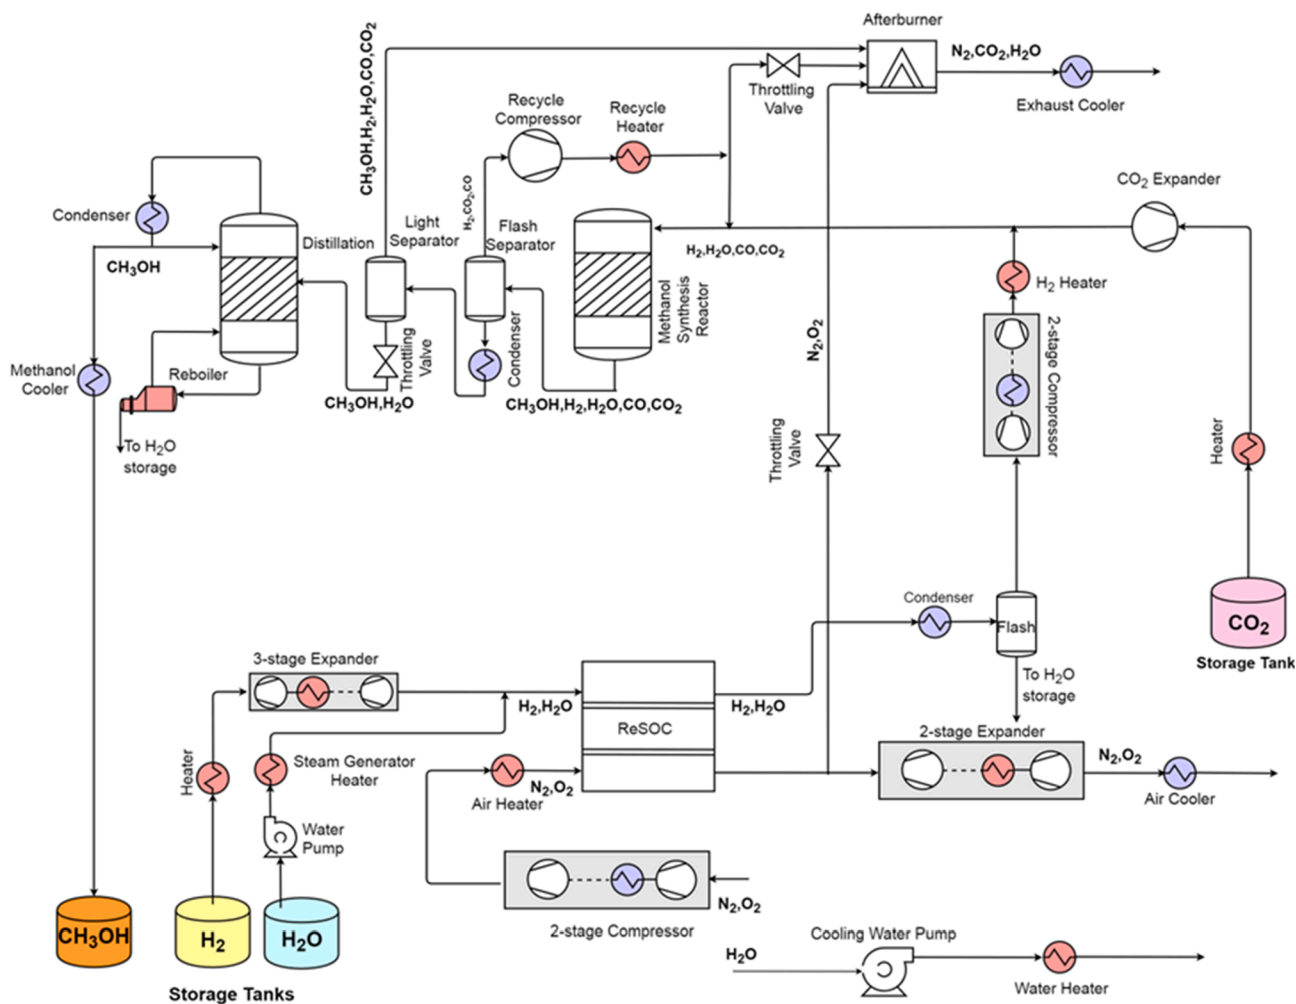 Afterburner
N₂,CO₂,H₂O
Exhaust Cooler
Throttling
Valve
Recycle
Compressor
Recycle
Heater
CH₃OH,H₂,H₂O,CO,CO₂
H₂,CO₂,CO
CO₂ Expander
Condenser
CH₃OH
Distillation
Light
Separator
Flash
Separator
H₂,H₂O,CO,CO₂
Methanol
Synthesis
Reactor
H₂ Heater
2-stage Compressor
N₂,O₂
Methanol
Cooler
Reboiler
To H₂O
storage
Throttling
Valve
Condenser
CH₃OH,H₂O
CH₃OH,H₂,H₂O,CO,CO₂
Throttling
Valve
Heater
Condenser
Flash
To H₂O
storage
CO₂
Storage Tank
3-stage Expander
H₂,H₂O
ReSOC
H₂,H₂O
2-stage Expander
N₂,O₂
Air Cooler
Heater
Steam Generator
Heater
Air Heater
N₂,O₂
Water
Pump
N₂,O₂
2-stage Compressor
CH₃OH
H₂
H₂O
Storage Tanks
H₂O
Cooling Water Pump
Water Heater